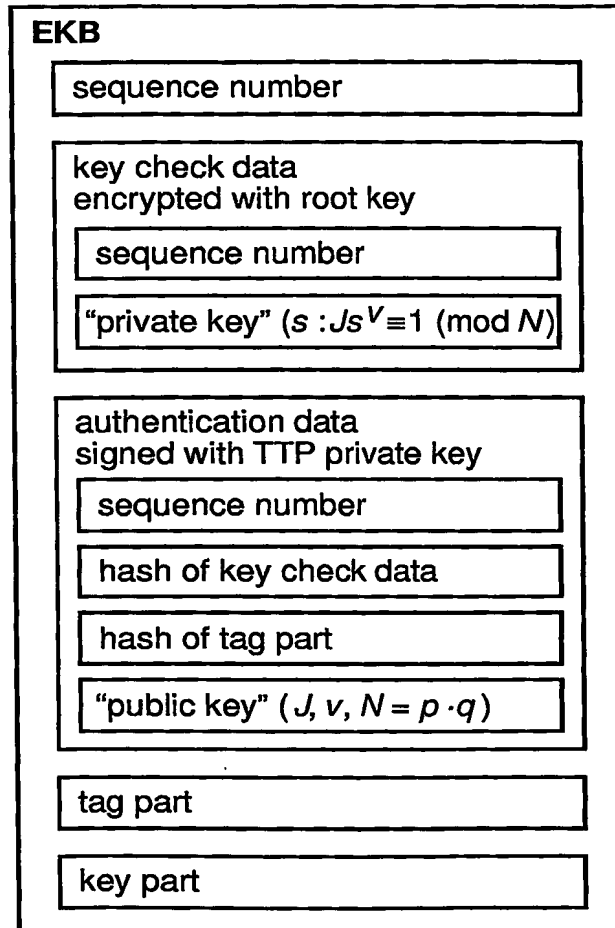 EKB
sequence number
key check data
encrypted with root key
sequence number
“private key” (s :Js^V≡1 (mod N)
authentication data
signed with TTP private key
sequence number
hash of key check data
hash of tag part
“public key” ( J, v, N = p ·q )
tag part
key part